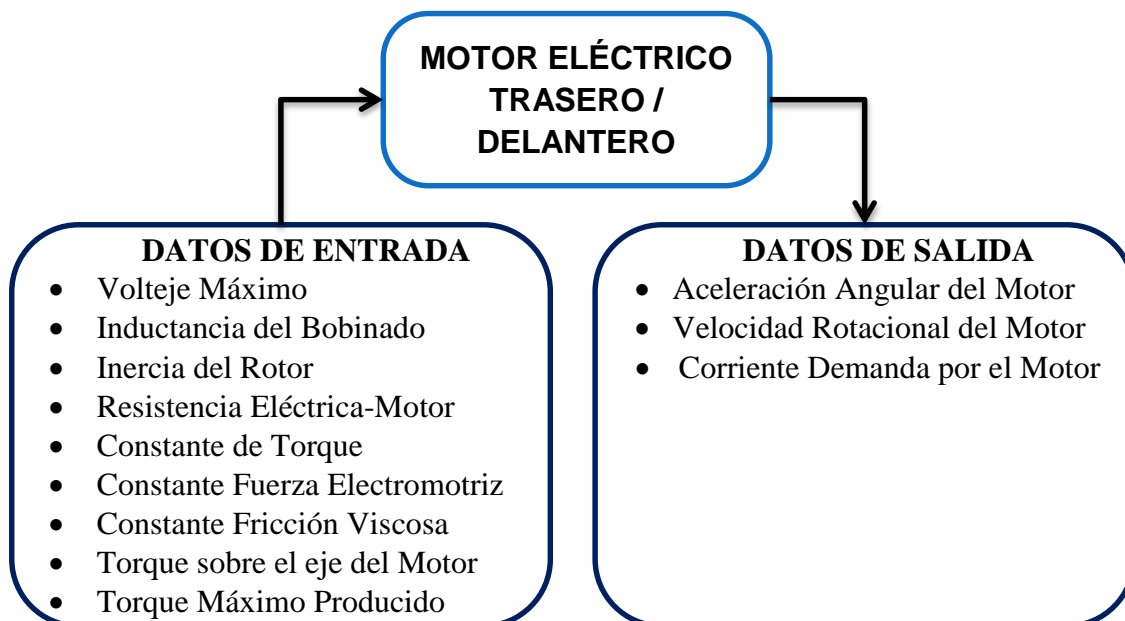 MOTOR ELÉCTRICO
TRASERO /
DELANTERO
DATOS DE ENTRADA
• Volteje Máximo
• Inductancia del Bobinado
• Inercia del Rotor
• Resistencia Eléctrica-Motor
• Constante de Torque
• Constante Fuerza Electromotriz
• Constante Fricción Viscosa
• Torque sobre el eje del Motor
• Torque Máximo Producido
DATOS DE SALIDA
• Aceleración Angular del Motor
• Velocidad Rotacional del Motor
• Corriente Demanda por el Motor